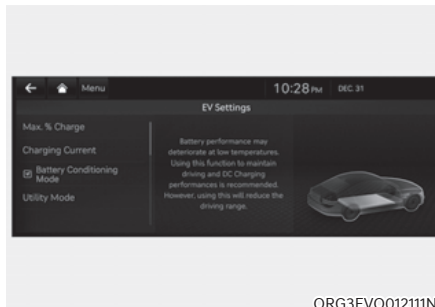 Menu
10:28 PM DEC. 31
EV Settings
Max. % Charge
Charging Current
Battery Conditioning
Mode
Utility Mode
Battery performance may
deteriorate at low temperatures.
Using this function to maintain
driving and DC Charging
performances is recommended.
However, using this will reduce the
driving range.
ORG3EVQ012111N